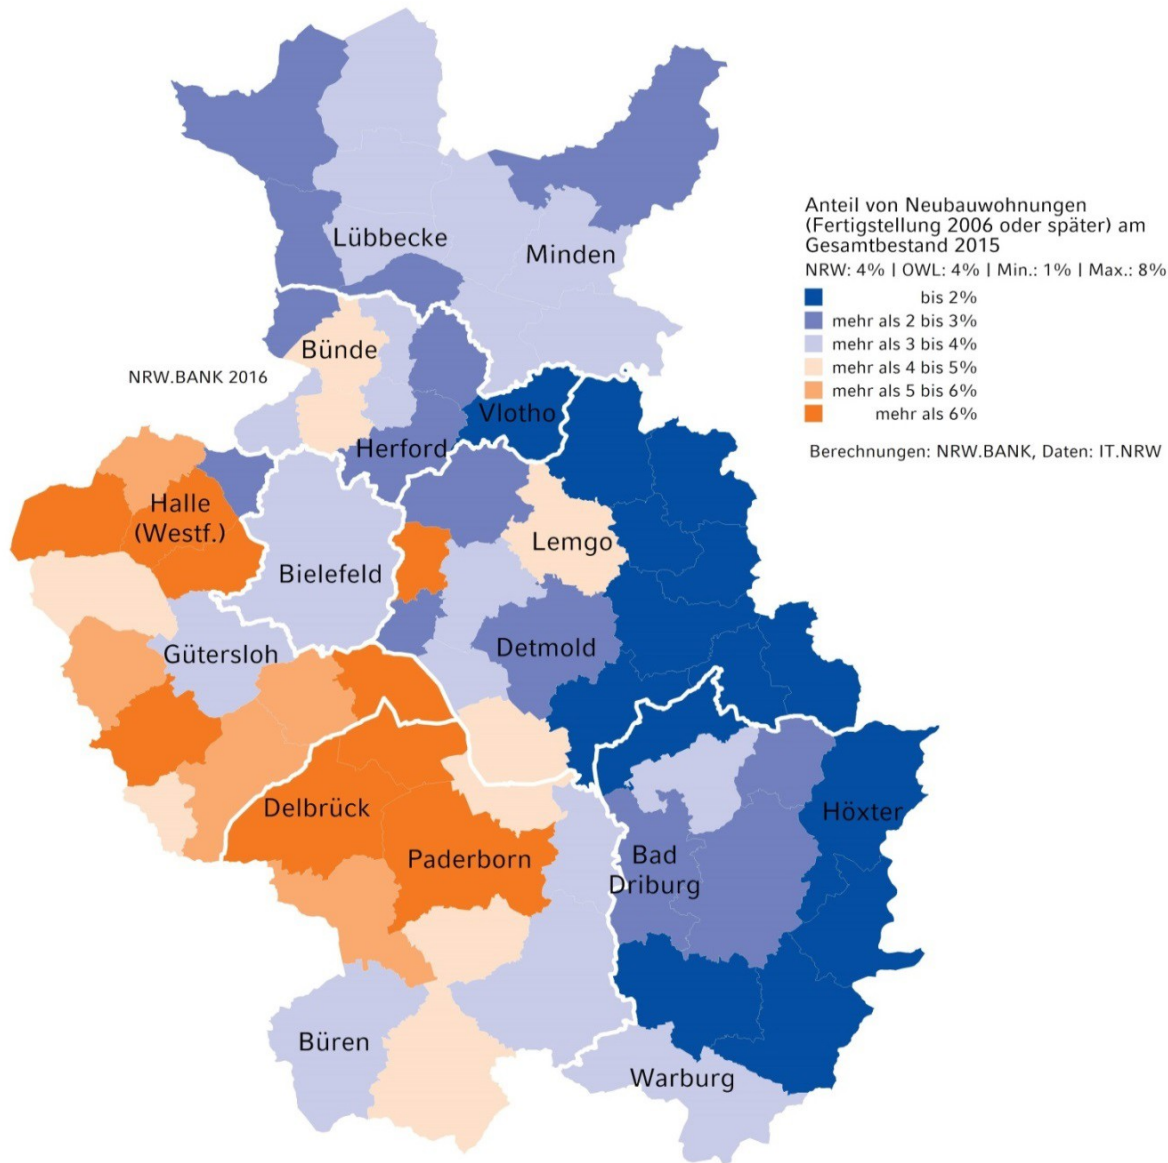 Lübbecke
Minden
Anteil von Neubauwohnungen
(Fertigstellung 2006 oder später) am
Gesamtbestand 2015
NRW: 4% | OWL: 4% | Min.: 1% | Max.: 8%
bis 2%
mehr als 2 bis 3%
mehr als 3 bis 4%
mehr als 4 bis 5%
mehr als 5 bis 6%
mehr als 6%
Berechnungen: NRW.BANK, Daten: IT.NRW
Bünde
NRW.BANK 2016
Vlotho
Herford
Halle
(Westf.)
Lemgo
Bielefeld
Gütersloh
Detmold
Delbrück
Höxter
Paderborn
Bad
Driburg
Büren
Warburg